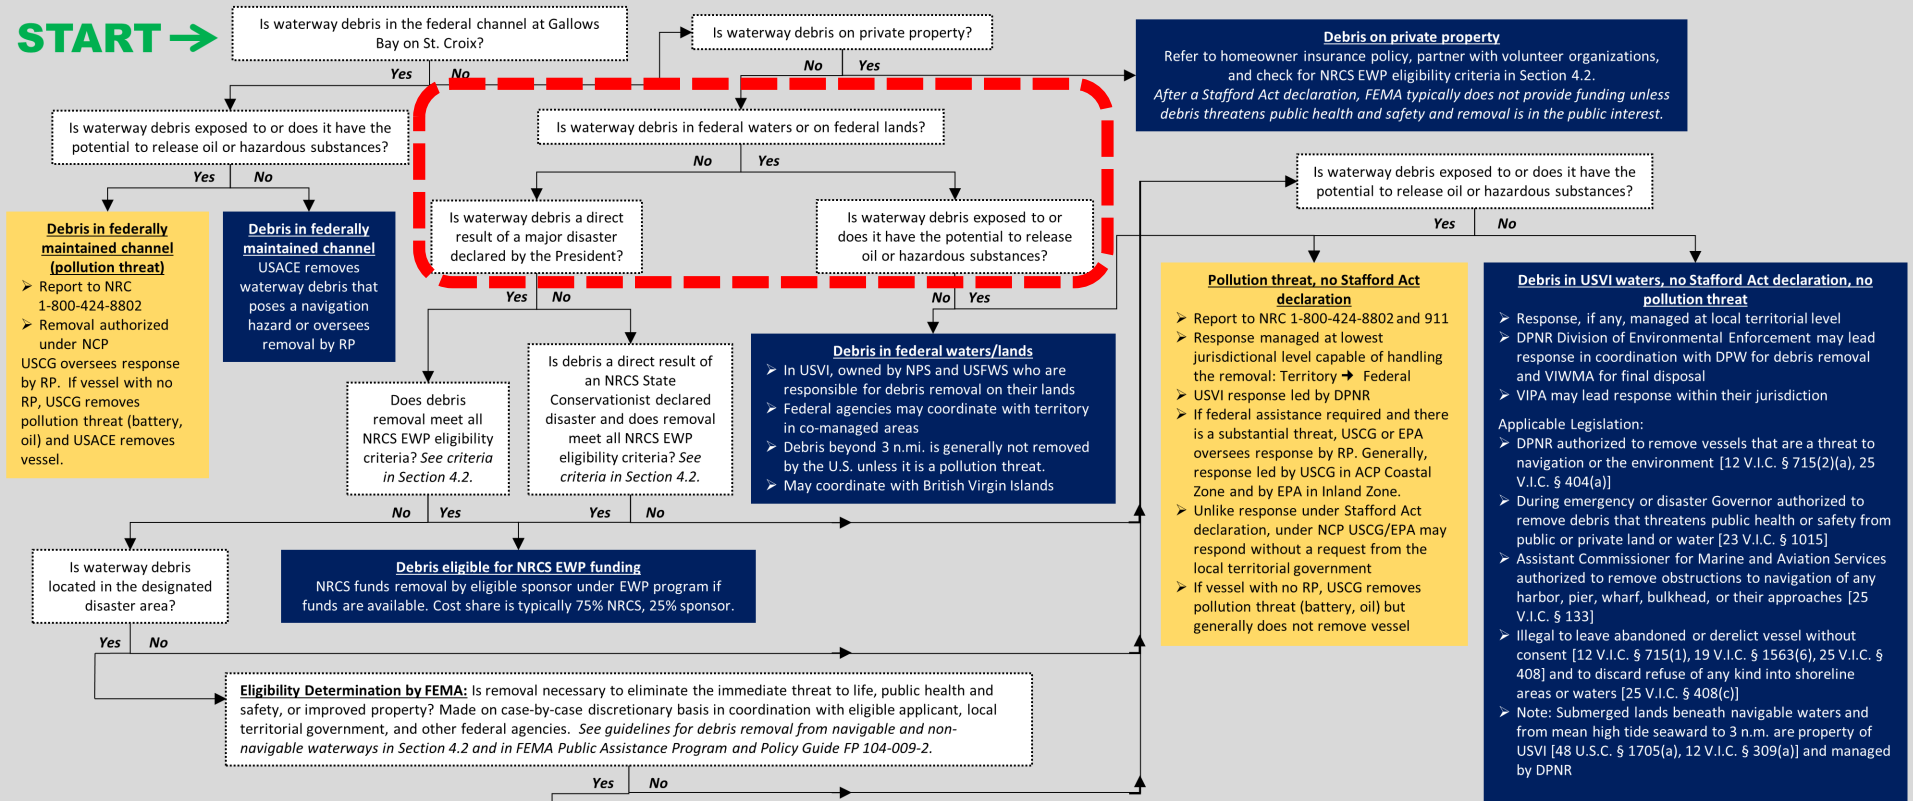 START
Is waterway debris in the federal channel at Gallows
Bay on St. Croix?
Yes
No
Is waterway debris on private property?
No
Yes
Debris on private property
Refer to homeowner insurance policy, partner with volunteer organizations,
and check for NRCS EWP eligibility criteria in Section 4.2.
After a Stafford Act declaration, FEMA typically does not provide funding unless
debris threatens public health and safety and removal is in the public interest.
Is waterway debris exposed to or does it have the
potential to release oil or hazardous substances?
Yes
No
Is waterway debris in federal waters or on federal lands?
No
Yes
Is waterway debris exposed to or does it have the
potential to release oil or hazardous substances?
Yes
No
Debris in federally
maintained channel
(pollution threat)
➢ Report to NRC
1-800-424-8802
➢ Removal authorized
under NCP
USCG oversees response
by RP. If vessel with no
RP, USCG removes
pollution threat (battery,
oil) and USACE removes
vessel.
Debris in federally
maintained channel
USACE removes
waterway debris that
poses a navigation
hazard or oversees
removal by RP
Is waterway debris a direct
result of a major disaster
declared by the President?
Yes
No
Is waterway debris exposed to or
does it have the potential to release
oil or hazardous substances?
No
Yes
Does debris
removal meet all
NRCS EWP eligibility
criteria? See criteria
in Section 4.2.
No
Yes
Is debris a direct result of
an NRCS State
Conservationist declared
disaster and does removal
meet all NRCS EWP
eligibility criteria? See
criteria in Section 4.2.
Yes
No
Debris in federal waters/lands
➢ In USVI, owned by NPS and USFWS who are
responsible for debris removal on their lands
➢ Federal agencies may coordinate with territory
in co-managed areas
➢ Debris beyond 3 n.mi. is generally not removed
by the U.S. unless it is a pollution threat.
➢ May coordinate with British Virgin Islands
Pollution threat, no Stafford Act
declaration
➢ Report to NRC 1-800-424-8802 and 911
➢ Response managed at lowest
jurisdictional level capable of handling
the removal: Territory ➔ Federal
➢ USVI response led by DPNR
➢ If federal assistance required and there
is a substantial threat, USCG or EPA
oversees response by RP. Generally,
response led by USCG in ACP Coastal
Zone and by EPA in Inland Zone.
➢ Unlike response under Stafford Act
declaration, under NCP USCG/EPA may
respond without a request from the
local territorial government
➢ If vessel with no RP, USCG removes
pollution threat (battery, oil) but
generally does not remove vessel
Debris in USVI waters, no Stafford Act declaration, no
pollution threat
➢ Response, if any, managed at local territorial level
➢ DPNR Division of Environmental Enforcement may lead
response in coordination with DPW for debris removal
and VIWMA for final disposal
➢ VIPA may lead response within their jurisdiction
Applicable Legislation:
➢ DPNR authorized to remove vessels that are a threat to
navigation or the environment [12 V.I.C. § 715(2)(a), 25
V.I.C. § 404(a)]
➢ During emergency or disaster Governor authorized to
remove debris that threatens public health or safety from
public or private land or water [23 V.I.C. § 1015]
➢ Assistant Commissioner for Marine and Aviation Services
authorized to remove obstructions to navigation of any
harbor, pier, wharf, bulkhead, or their approaches [25
V.I.C. § 133]
➢ Illegal to leave abandoned or derelict vessel without
consent [12 V.I.C. § 715(1), 19 V.I.C. § 1563(6), 25 V.I.C. §
408] and to discard refuse of any kind into shoreline
areas or waters [25 V.I.C. § 408(c)]
➢ Note: Submerged lands beneath navigable waters and
from mean high tide seaward to 3 n.m. are property of
USVI [48 U.S.C. § 1705(a), 12 V.I.C. § 309(a)] and managed
by DPNR
Is waterway debris
located in the designated
disaster area?
Yes
No
Debris eligible for NRCS EWP funding
NRCS funds removal by eligible sponsor under EWP program if
funds are available. Cost share is typically 75% NRCS, 25% sponsor.
Eligibility Determination by FEMA: Is removal necessary to eliminate the immediate threat to life, public health and
safety, or improved property? Made on case-by-case discretionary basis in coordination with eligible applicant, local
territorial government, and other federal agencies. See guidelines for debris removal from navigable and non-
navigable waterways in Section 4.2 and in FEMA Public Assistance Program and Policy Guide FP 104-009-2.
Yes
No